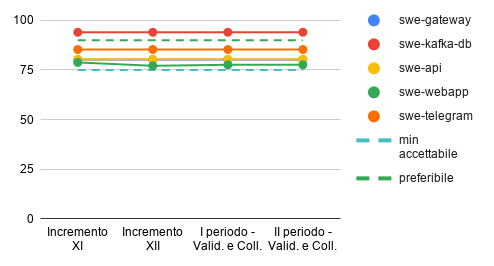 100
75
50
25
0
Incremento
XI
Incremento
XII
I periodo -
Valid. e Coll.
II periodo -
Valid. e Coll.
swe-gateway
swe-kafka-db
swe-api
swe-webapp
swe-telegram
min
accettabile
preferibile